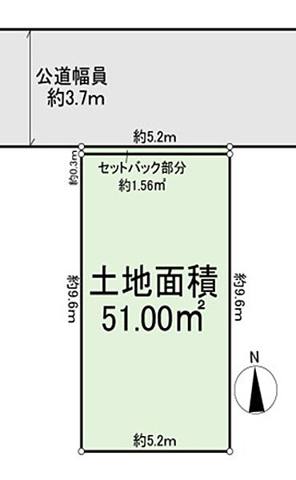 公道幅員
約3.7m
約5.2m
約0.3m
セットバック部分
約1.56㎡
土地面積
51.00㎡
約9.6m
約9.6m
N
約5.2m